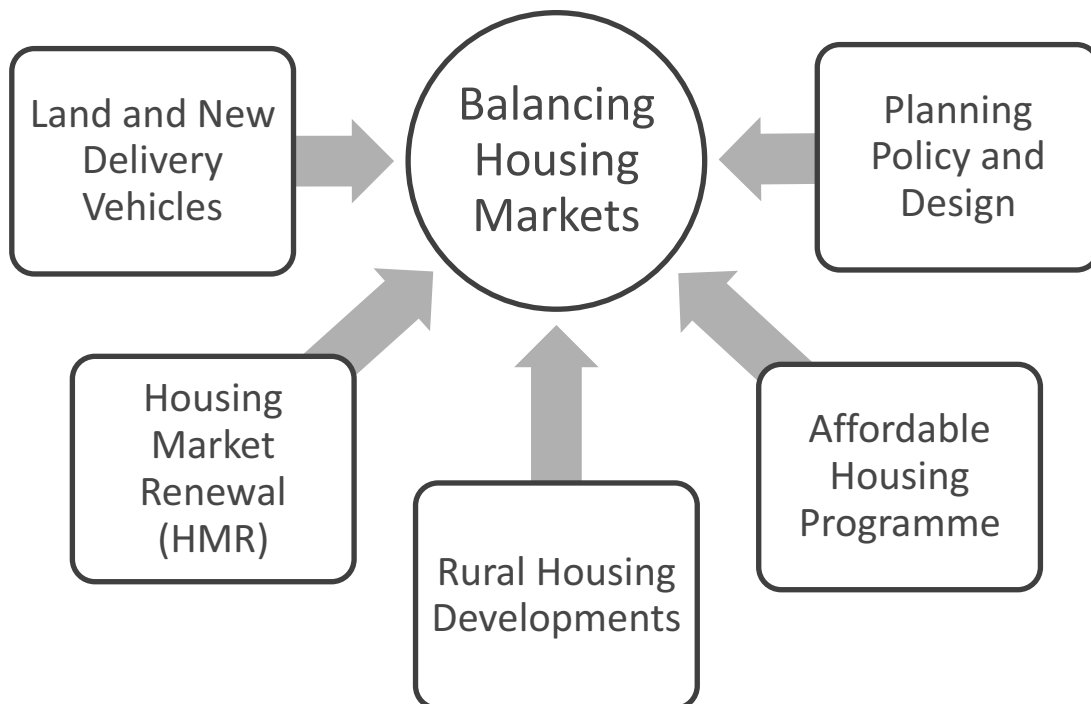 Land and New
Delivery
Vehicles
Balancing
Housing
Markets
Planning
Policy and
Design
Housing
Market
Renewal
(HMR)
Rural Housing
Developments
Affordable
Housing
Programme